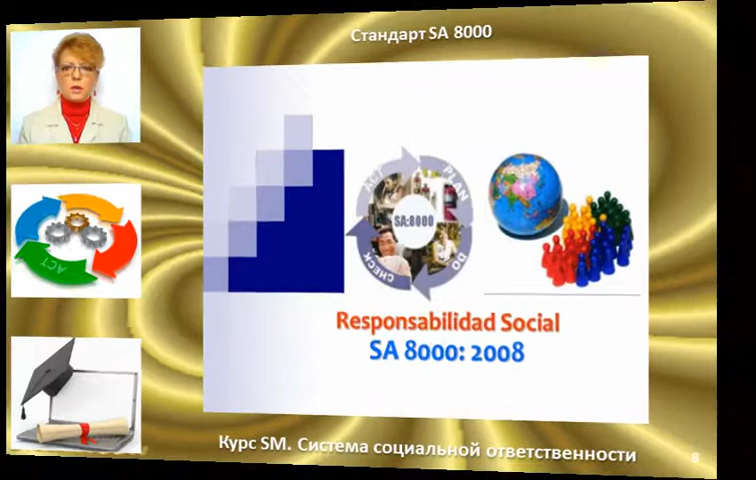 Стандарт SA 8000
ACT
PLAN
SA:8000
CHECK
DO
Responsabilidad Social
SA 8000: 2008
ACT
Курс SM. Система социальной ответственности
8